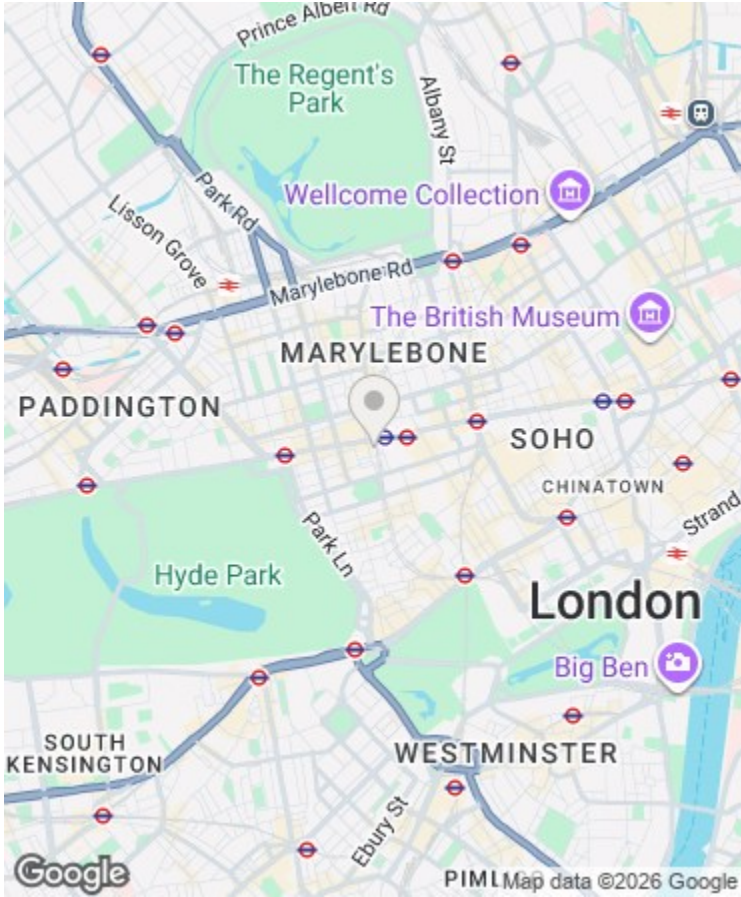 Prince Albert Rd
The Regent's
Park
Albany St
Wellcome Collection
Park Rd
Lisson Grove
Marylebone Rd
The British Museum
MARYLEBONE
PADDINGTON
SOHO
CHINATOWN
Strand
Park Ln
Hyde Park
London
Big Ben
SOUTH
KENSINGTON
WESTMINSTER
Ebury St
Google
Map data ©2026 Google